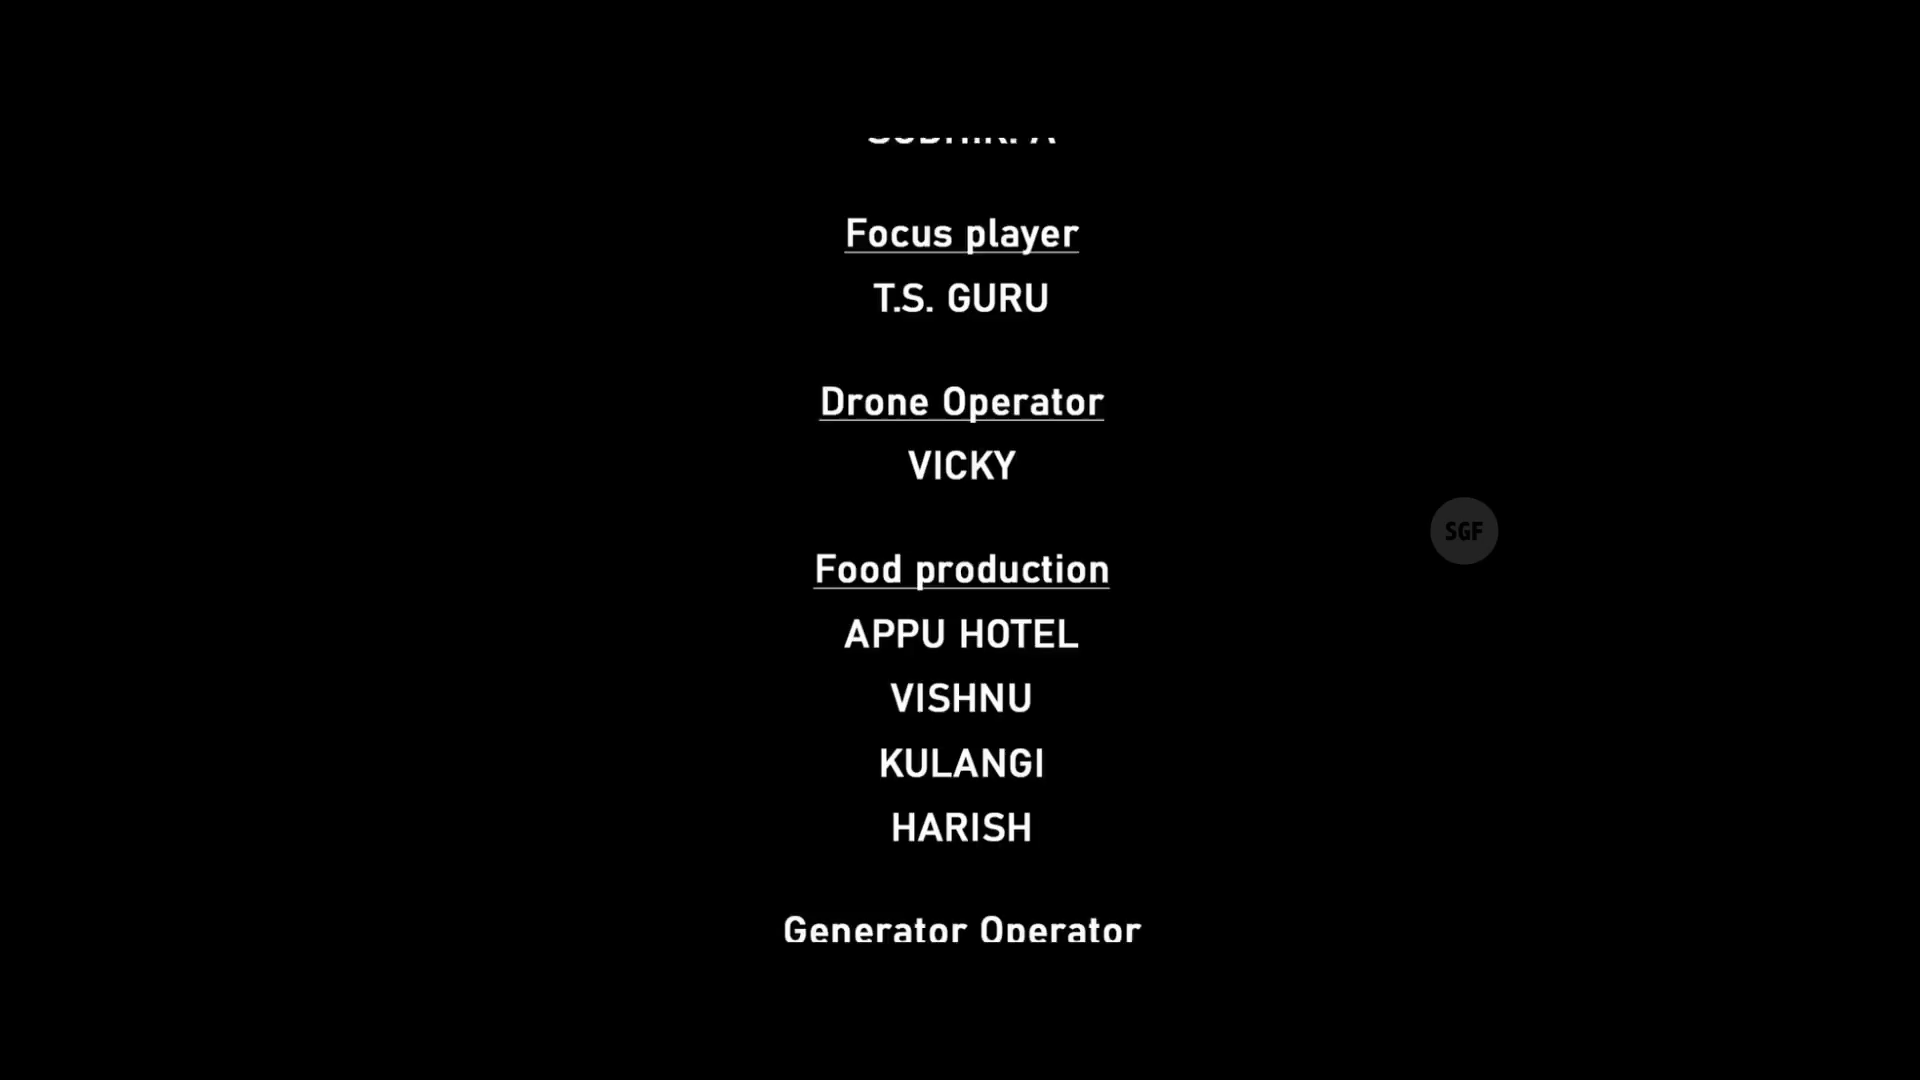 Focus player
T.S. GURU
Drone Operator
VICKY
Food production
APPU HOTEL
VISHNU
KULANGI
HARISH
Generator Operator
SGF